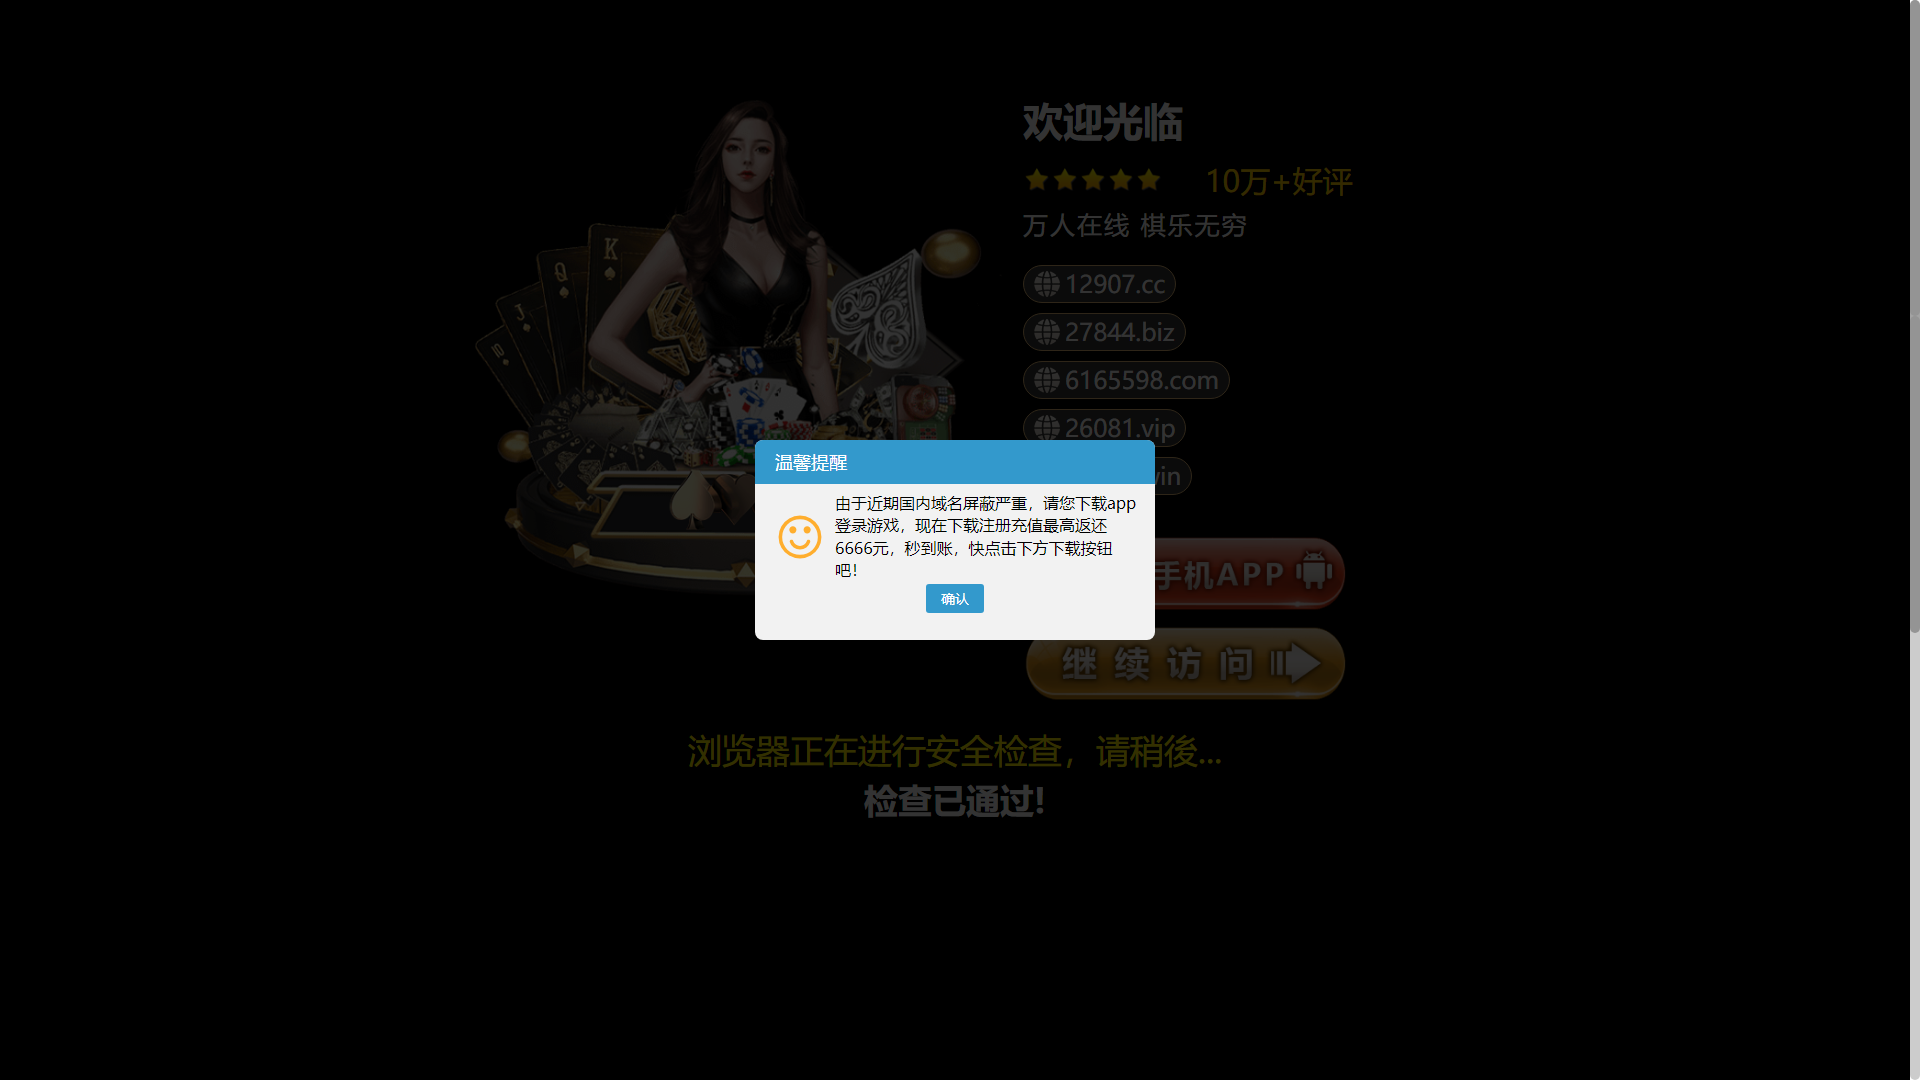 欢迎光临
10万+好评
万人在线 棋乐无穷
12907.cc
27844.biz
6165598.com
26081.vip
in
温馨提醒
由于近期国内域名屏蔽严重，请您下载app
登录游戏，现在下载注册充值最高返还
6666元，秒到账，快点击下方下载按钮
吧！
确认
手机APP
继续访问
浏览器正在进行安全检查，请稍後...
检查已通过!
K
Q
J